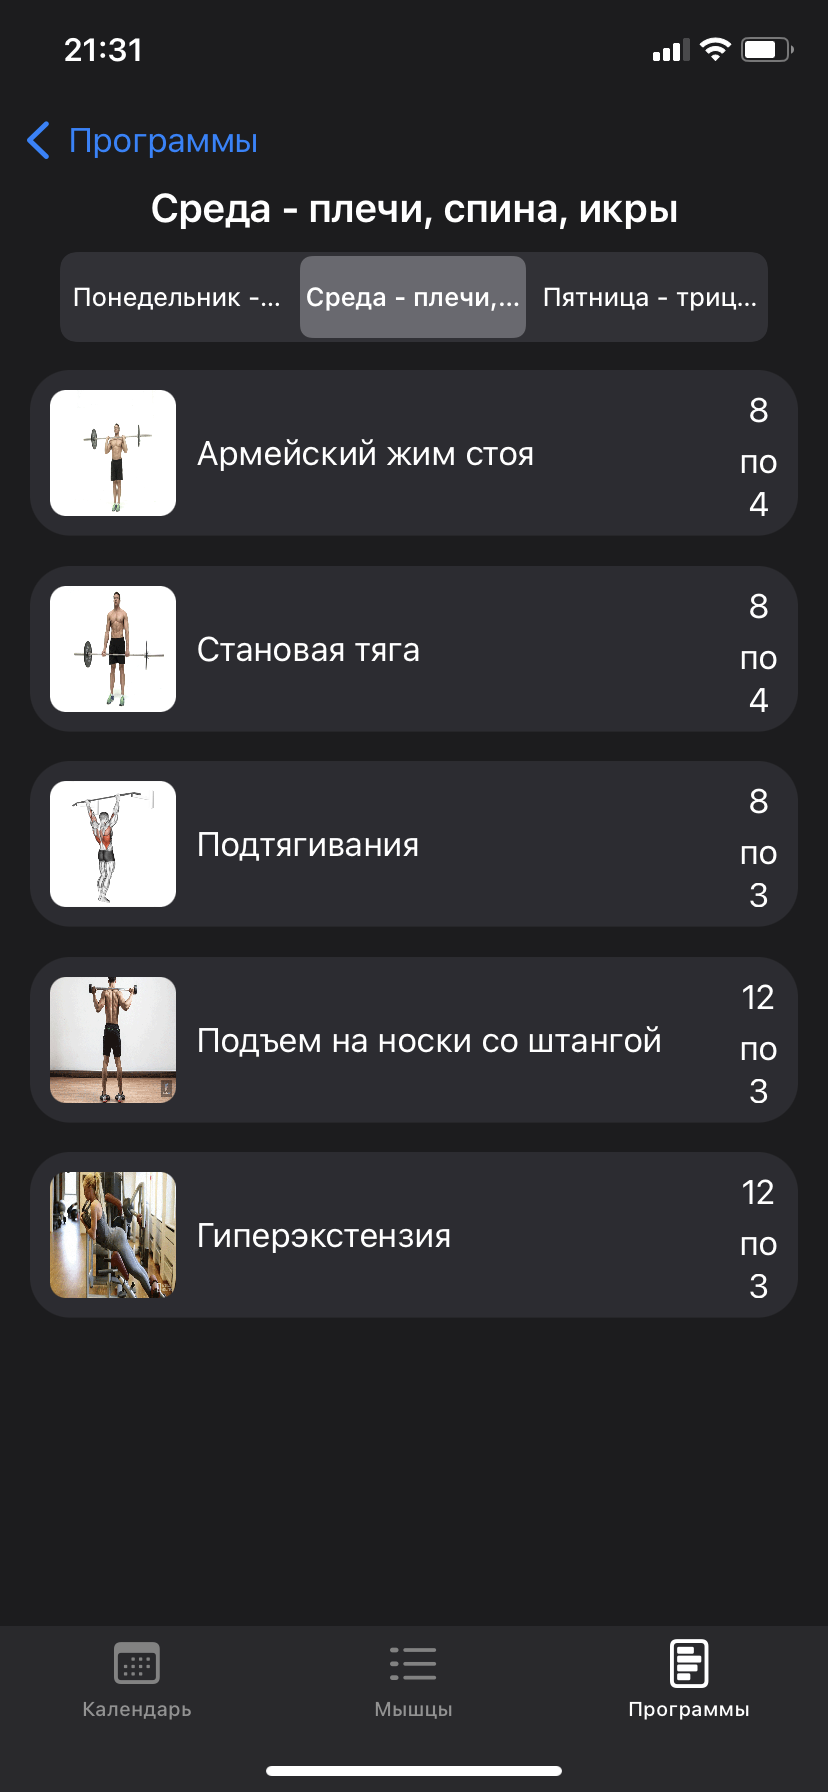 21:31
Программы
Среда - плечи, спина, икры
Понедельник -...
Среда - плечи,...
Пятница - триц...
Армейский жим стоя
8
по
4
Становая тяга
8
по
4
Подтягивания
8
по
3
Подъем на носки со штангой
12
по
3
Гиперэкстензия
12
по
3
Календарь
Мышцы
Программы